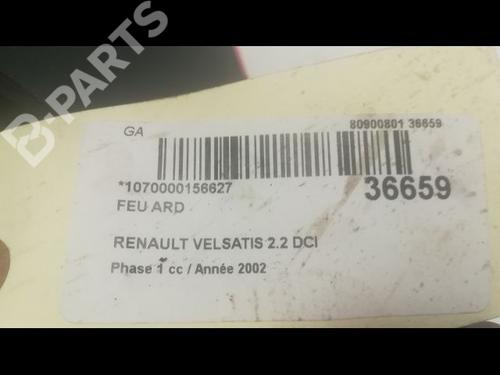 B-PARTS
GA
80900801 36659
*1070000156627
36659
FEU ARD
RENAULT VELSATIS 2.2 DCI
Phase 1 cc / Année 2002